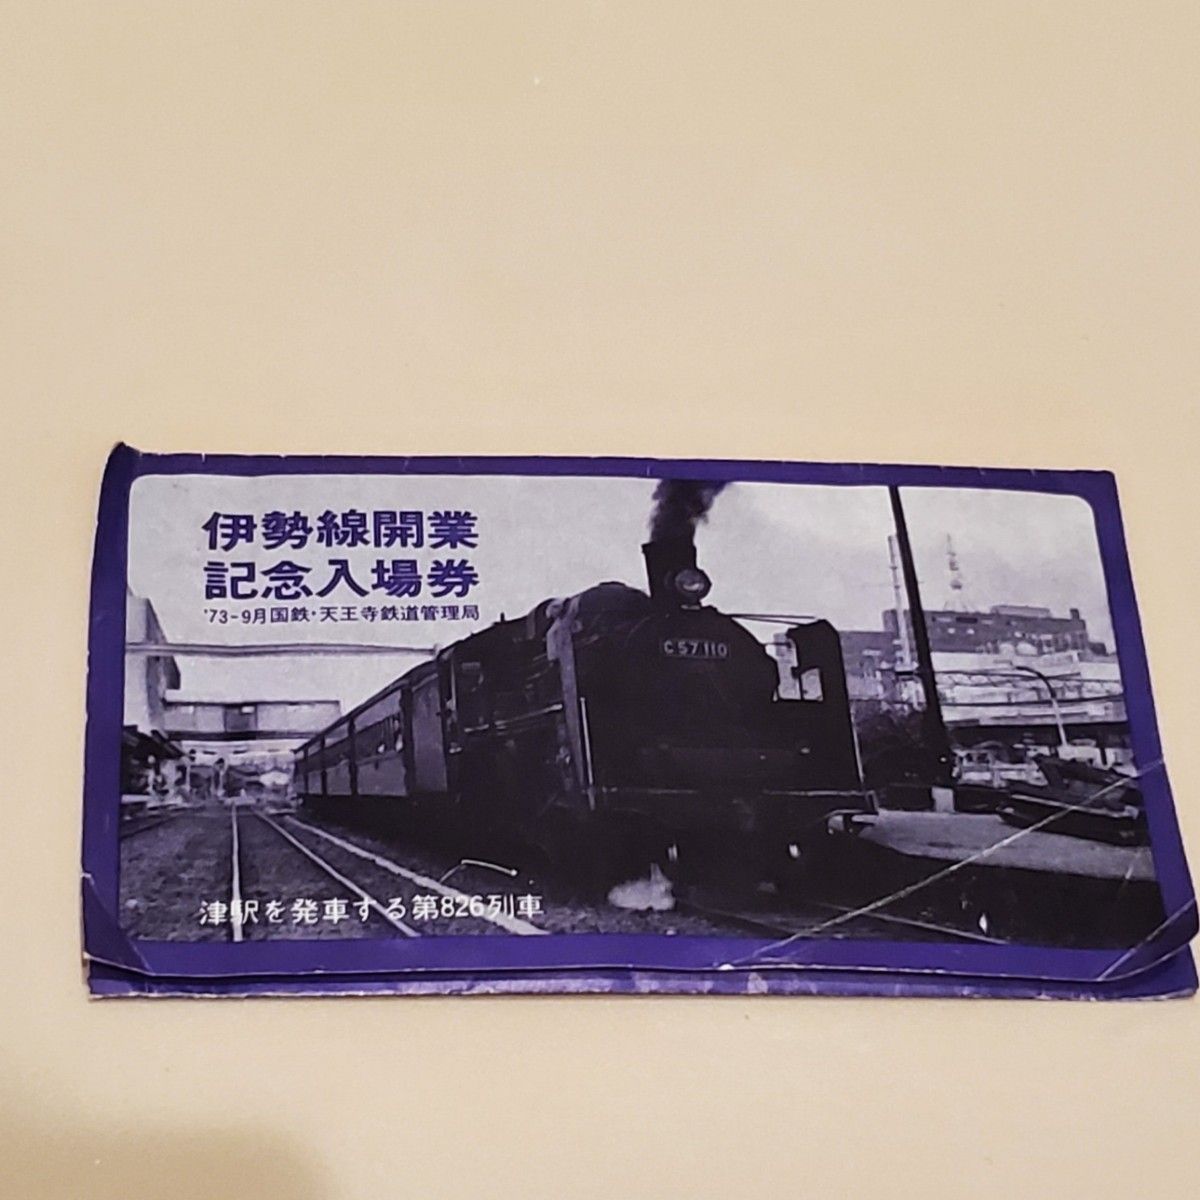 伊勢線開業
記念入場券
'73-9月国鉄・天王寺鉄道管理局
C57 110
津駅を発車する第826列車